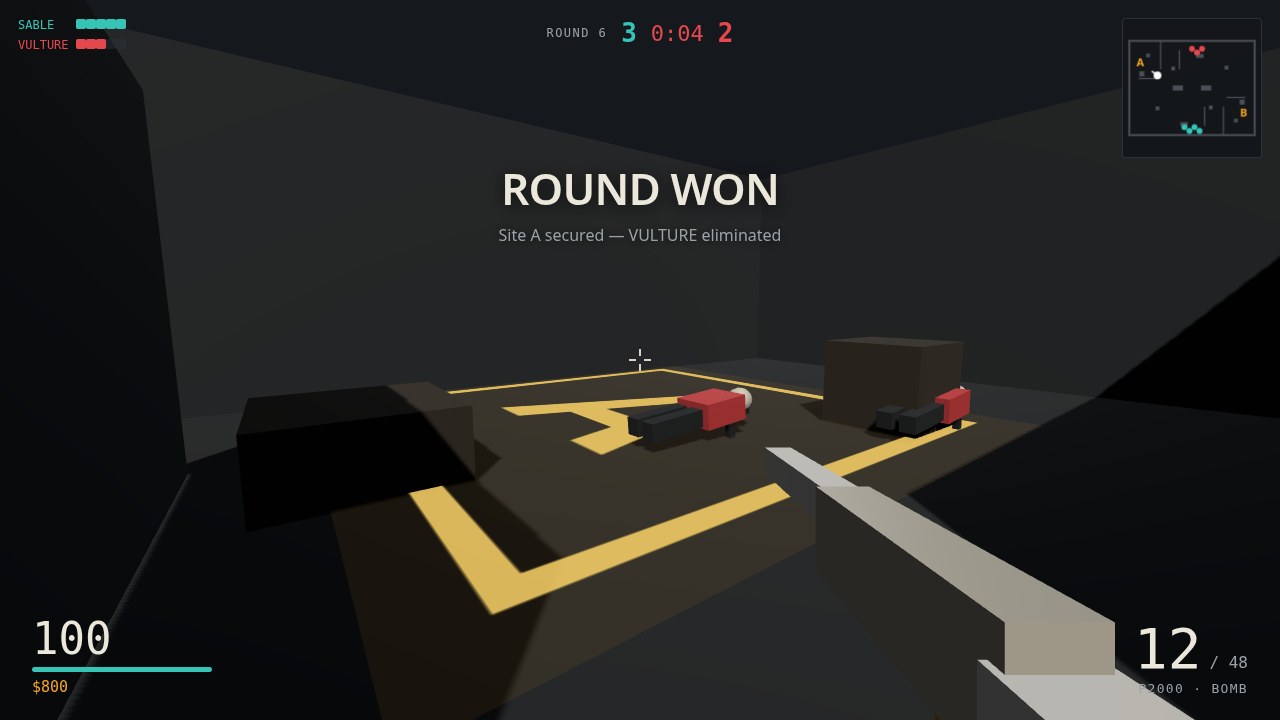 SABLE
VULTURE
ROUND 6 3 0:04 2
A
B
ROUND WON
Site A secured — VULTURE eliminated
100
$800
12 / 48
P2000 · BOMB